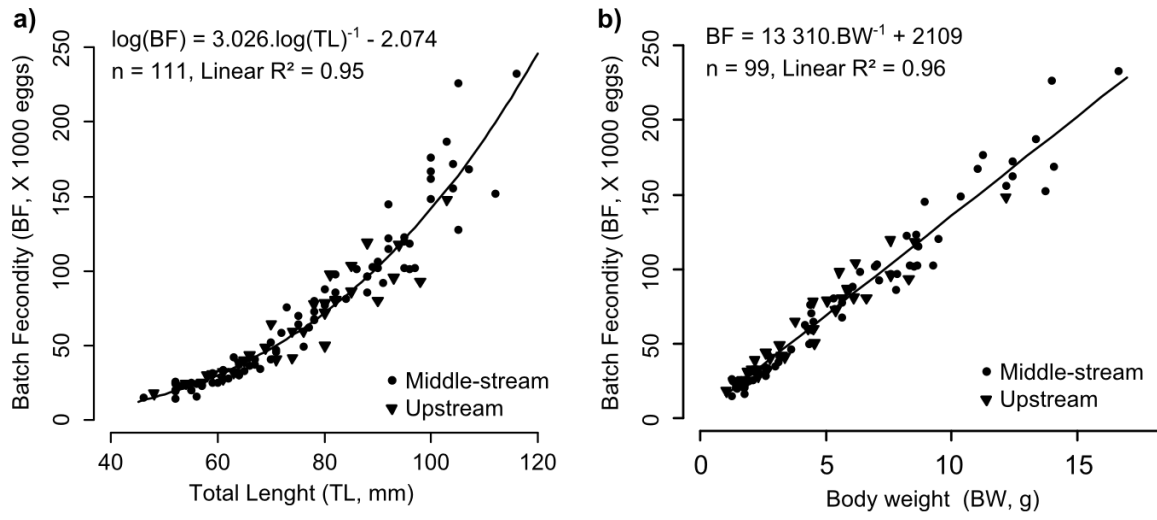 a)
log(BF) = 3.026.log(TL)⁻¹ - 2.074
n = 111, Linear R² = 0.95
Batch Fecondity (BF, X 1000 eggs)
250
200
150
100
50
0
Middle-stream
Upstream
40 60 80 100 120
Total Lenght (TL, mm)
b)
BF = 13 310.BW⁻¹ + 2109
n = 99, Linear R² = 0.96
Batch Fecondity (BF, X 1000 eggs)
250
200
150
100
50
0
Middle-stream
Upstream
0 5 10 15
Body weight (BW, g)